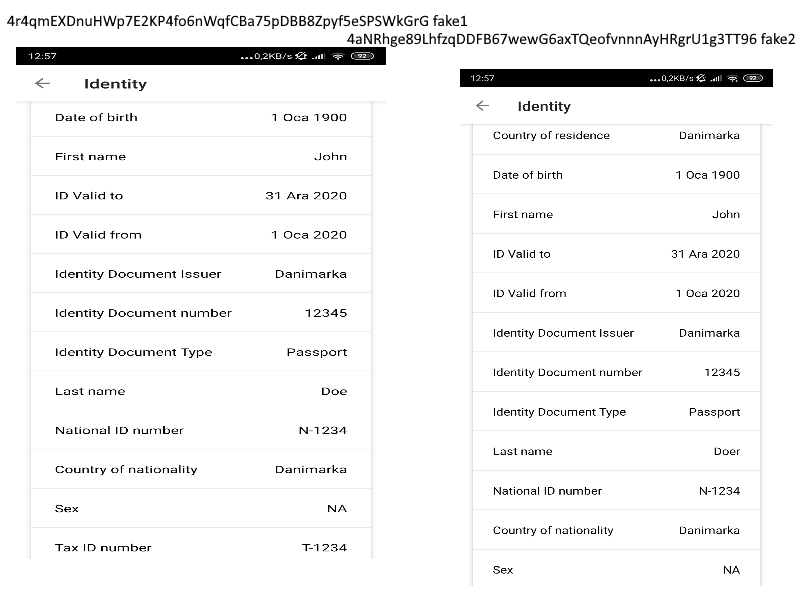 4r4qmEXDnuHWp7E2KP4fo6nWqfCBa75pDBB8Zpyf5eSPSWkGrG fake1
4aNRhge89LhfzqDDFB67wewG6axTQeofvnnnAyHRgrU1g3TT96 fake2
12:57 ...0,2KB/s 92
Identity
Date of birth 1 Oca 1900
First name John
ID Valid to 31 Ara 2020
ID Valid from 1 Oca 2020
Identity Document Issuer Danimarka
Identity Document number 12345
Identity Document Type Passport
Last name Doe
National ID number N-1234
Country of nationality Danimarka
Sex NA
Tax ID number T-1234
12:57 ...0,2KB/s 92
Identity
Country of residence Danimarka
Date of birth 1 Oca 1900
First name John
ID Valid to 31 Ara 2020
ID Valid from 1 Oca 2020
Identity Document Issuer Danimarka
Identity Document number 12345
Identity Document Type Passport
Last name Doer
National ID number N-1234
Country of nationality Danimarka
Sex NA